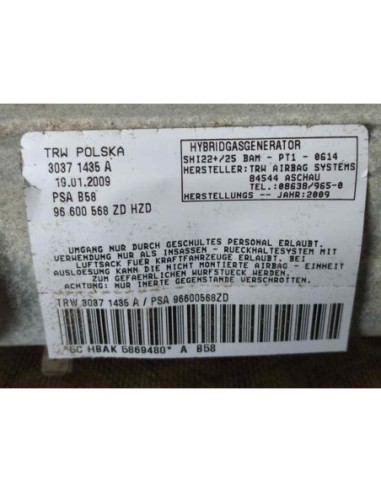 TRW POLSKA
3037 1435 A
19.01.2009
PSA B58
96.600 568 ZD HZD
HYBRIDGASGENERATOR
SHI22+/25 BAM - PT1 - 0614
HERSTELLER:TRW AIRBAG SYSTEMS
84544 ASCHAU
TEL.:08638/965-0
HERSTELLUNGS -- JAHR:2009
UMGANG NUR DURCH GESCHULTES PERSONAL ERLAUBT.
VERWENDUNG NUR ALS INSASSEN - RUECKHALTESYSTEM MIT
LUFTSACK FUER KRAFTFAHRZEUGE ERLAUBT. BEI
AUSLOESUNG KANN DIE NICHT MONTIERTE AIRBAG - EINHEIT
ZUM GEFAEHRLICHEN WURFSTUECK WERDEN.
ACHTUNG: NUR INERTE GEGENSTAENDE VERWENDEN.
TRW 3037 1435 A / PSA 96600568ZD
HBAK 5869480* A B58